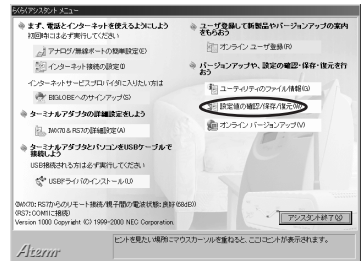 らくらくアシスタント
まず、電話とインターネットを使えるようにしよう
初回時には必ず実行してください
アナログ/無線ポートの簡単設定(E)
インターネット接続の設定(I)
インターネットサービスプロバイダに入りたい方は
BIGLOBEへのサインアップ(S)
ターミナルアダプタの詳細設定をしよう
IWX70 & RS7の詳細設定(A)
ターミナルアダプタとパソコンをUSBケーブルで
接続しよう
USB接続される方は必ず実行してください
USBドライバのインストール(U)
ユーザ登録して新製品やバージョンアップの案内
をもらおう
オンライン ユーザ登録(R)
バージョンアップや、設定の確認・保存・復元を行
おう
ユーティリティのファイル情報(G)
設定値の確認/保存/復元(W)
オンライン バージョンアップ(V)
(IWX70: RS7からのリモート接続/親子間の電波状態: 良好(68dB))
(RS7: COM1に接続)
Version 1000 Copyright (C) 1999-2000 NEC Corporation.
アシスタント終了(X)
Aterm
ヒントを見たい場所にマウスカーソルを重ねると、ここにヒントが表示されます。